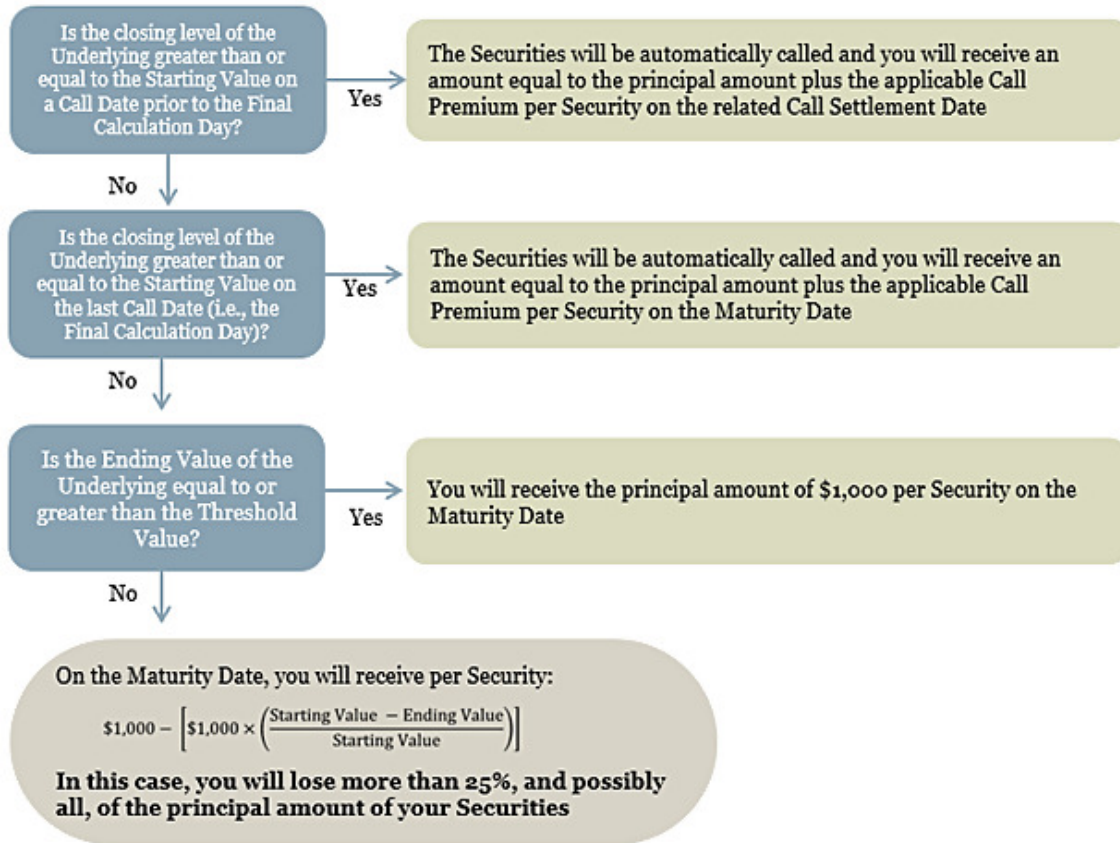 Is the closing level of the
Underlying greater than or
equal to the Starting Value on
a Call Date prior to the Final
Calculation Day?
Yes
The Securities will be automatically called and you will receive an
amount equal to the principal amount plus the applicable Call
Premium per Security on the related Call Settlement Date
No
Is the closing level of the
Underlying greater than or
equal to the Starting Value on
the last Call Date (i.e., the
Final Calculation Day)?
Yes
The Securities will be automatically called and you will receive an
amount equal to the principal amount plus the applicable Call
Premium per Security on the Maturity Date
No
Is the Ending Value of the
Underlying equal to or
greater than the Threshold
Value?
Yes
You will receive the principal amount of $1,000 per Security on the
Maturity Date
No
On the Maturity Date, you will receive per Security:
$1,000 − [$1,000 × (Starting Value − Ending Value / Starting Value)]
In this case, you will lose more than 25%, and possibly
all, of the principal amount of your Securities